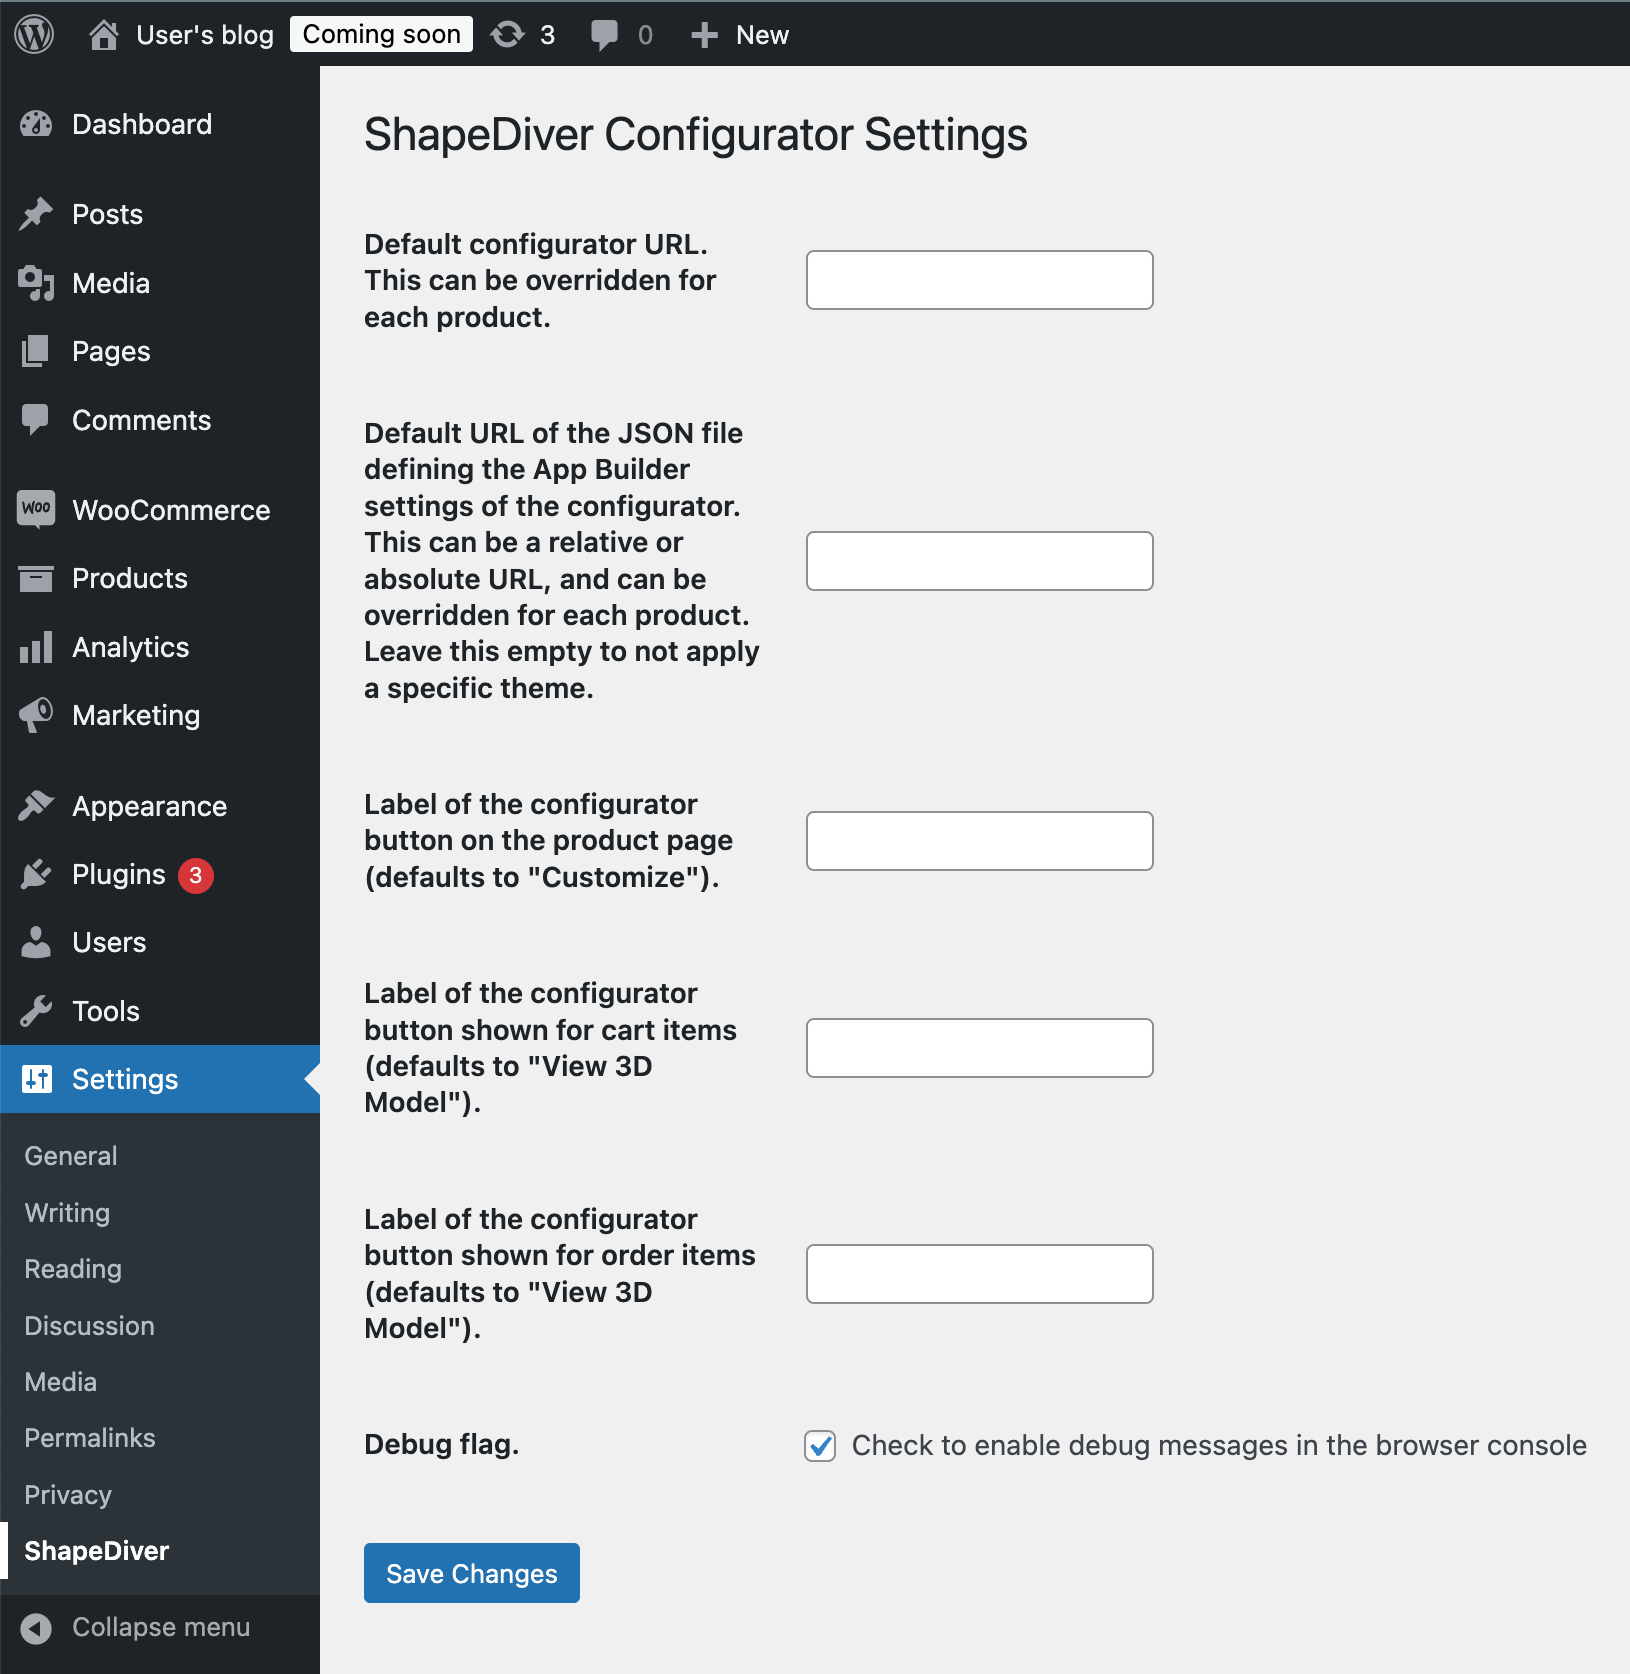 User's blog Coming soon 3 0 New
Dashboard
Posts
Media
Pages
Comments
Woo WooCommerce
Products
Analytics
Marketing
Appearance
Plugins 3
Users
Tools
Settings
General
Writing
Reading
Discussion
Media
Permalinks
Privacy
ShapeDiver
Collapse menu
ShapeDiver Configurator Settings
Default configurator URL.
This can be overridden for
each product.
Default URL of the JSON file
defining the App Builder
settings of the configurator.
This can be a relative or
absolute URL, and can be
overridden for each product.
Leave this empty to not apply
a specific theme.
Label of the configurator
button on the product page
(defaults to "Customize").
Label of the configurator
button shown for cart items
(defaults to "View 3D
Model").
Label of the configurator
button shown for order items
(defaults to "View 3D
Model").
Debug flag.
Check to enable debug messages in the browser console
Save Changes